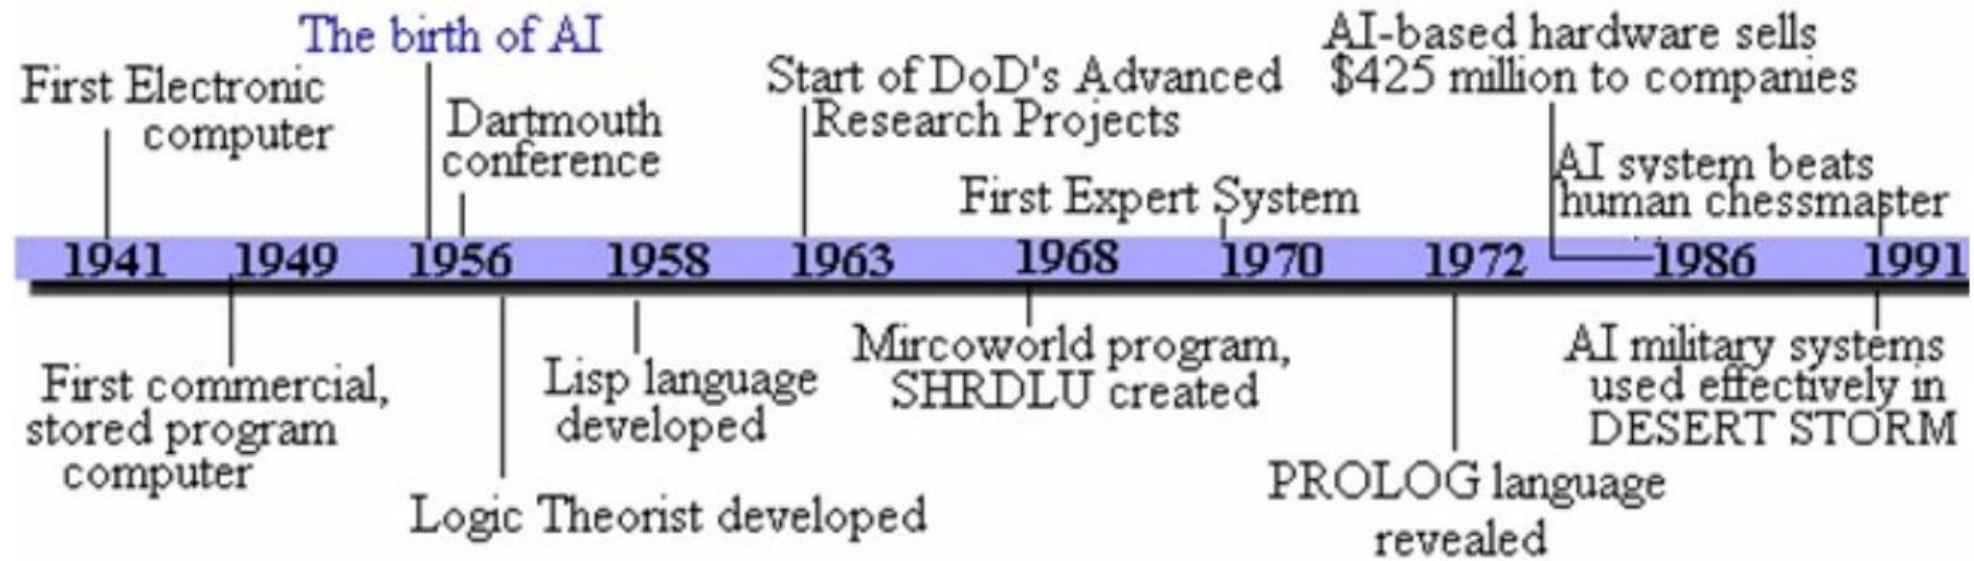 The birth of AI
First Electronic
computer
Dartmouth
conference
Start of DoD's Advanced
Research Projects
First Expert System
AI-based hardware sells
$425 million to companies
AI system beats
human chessmaster
1941 1949 1956 1958 1963 1968 1970 1972 1986 1991
First commercial,
stored program
computer
Logic Theorist developed
Lisp language
developed
Mircoworld program,
SHRDLU created
PROLOG language
revealed
AI military systems
used effectively in
DESERT STORM